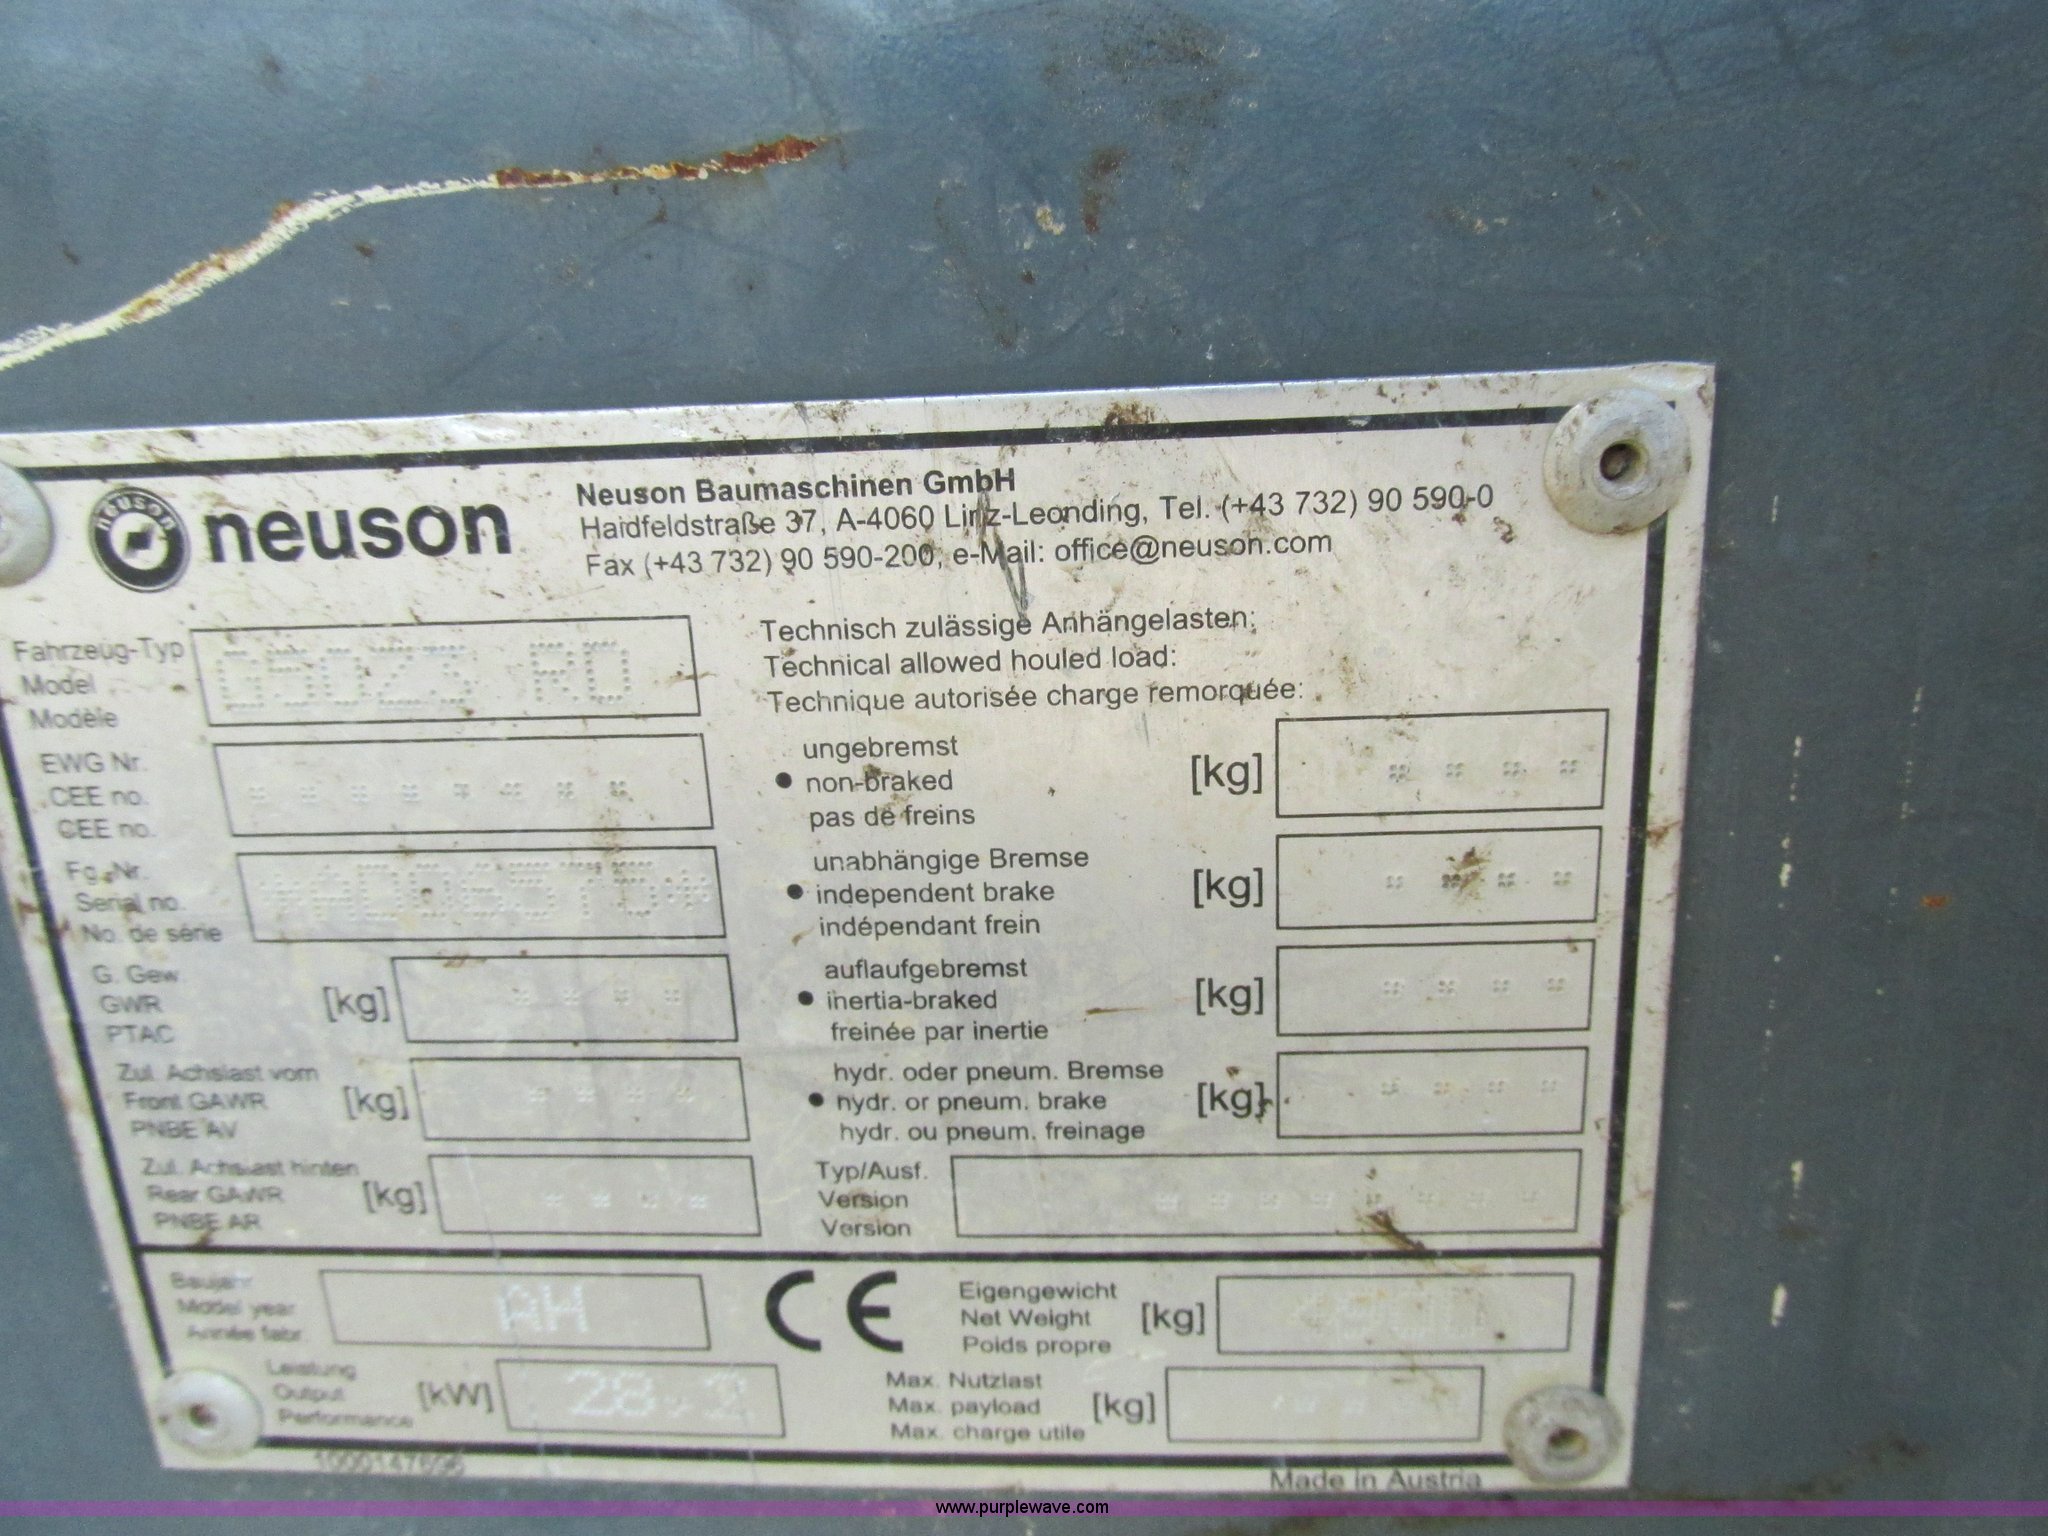 neuson
neuson
Neuson Baumaschinen GmbH
Haidfeldstraße 37, A-4060 Linz-Leonding, Tel. (+43 732) 90 590-0
Fax (+43 732) 90 590-200, e-Mail: office@neuson.com
Fahrzeug-Typ
Model
Modèle
RD
EWG Nr.
CEE no.
CEE no.
Fg.-Nr.
Serial no.
No. de série
G. Gew.
GWR
PTAC
[kg]
Zul. Achslast vorn
Front GAWR
PNBE AV
[kg]
Zul. Achslast hinten
Rear GAWR
PNBE AR
[kg]
Technisch zulässige Anhängelasten:
Technical allowed houled load:
Technique autorisée charge remorquée:
ungebremst
• non-braked
pas de freins
[kg]
unabhängige Bremse
• independent brake
indépendant frein
[kg]
auflaufgebremst
• inertia-braked
freinée par inertie
[kg]
hydr. oder pneum. Bremse
• hydr. or pneum. brake
hydr. ou pneum. freinage
[kg]
Typ/Ausf.
Version
Version
Baujahr
Model year
Année fabr.
AH
CE
Leistung
Output
Performance
[kW]
28.2
Eigengewicht
Net Weight
Poids propre
[kg]
Max. Nutzlast
Max. payload
Max. charge utile
[kg]
Made in Austria
www.purplewave.com